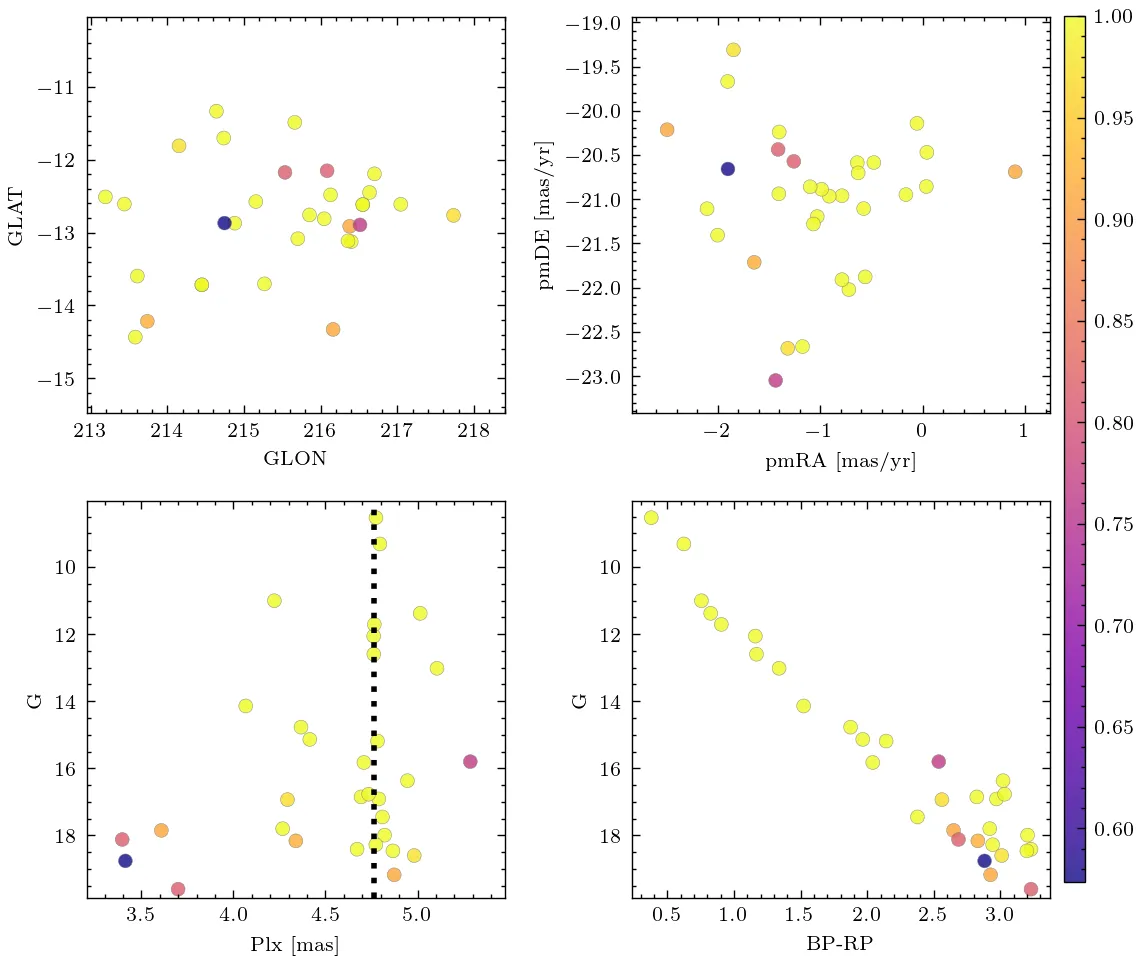 −11
−12
−13
−14
−15
GLAT
213 214 215 216 217 218
GLON
−19.0
−19.5
−20.0
−20.5
−21.0
−21.5
−22.0
−22.5
−23.0
pmDE [mas/yr]
−2 −1 0 1
pmRA [mas/yr]
1.00
0.95
0.90
0.85
0.80
0.75
0.70
0.65
0.60
10
12
14
16
18
G
3.5 4.0 4.5 5.0
Plx [mas]
10
12
14
16
18
G
0.5 1.0 1.5 2.0 2.5 3.0
BP-RP